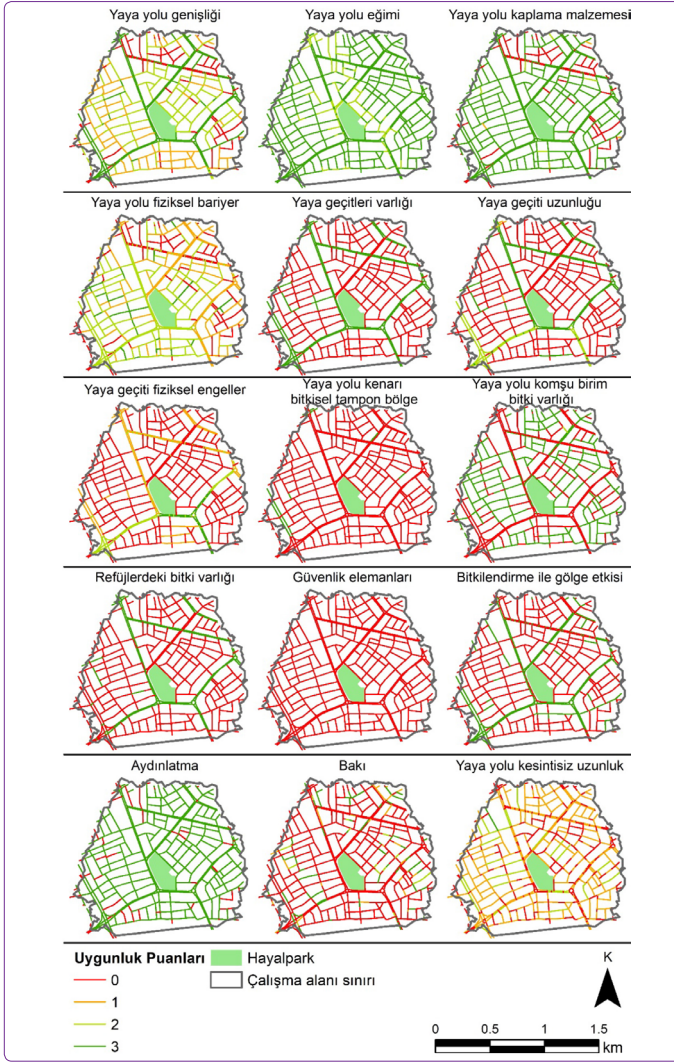 Yaya yolu genişliği
Yaya yolu eğimi
Yaya yolu kaplama malzemesi
Yaya yolu fiziksel bariyer
Yaya geçitleri varlığı
Yaya geçiti uzunluğu
Yaya geçiti fiziksel engeller
Yaya yolu kenarı
bitkisel tampon bölge
Yaya yolu komşu birim
bitki varlığı
Refüjlerdeki bitki varlığı
Güvenlik elemanları
Bitkilendirme ile gölge etkisi
Aydınlatma
Bakı
Yaya yolu kesintisiz uzunluk
Uygunluk Puanları
0
1
2
3
Hayalpark
Çalışma alanı sınırı
K
0 0.5 1 1.5
km